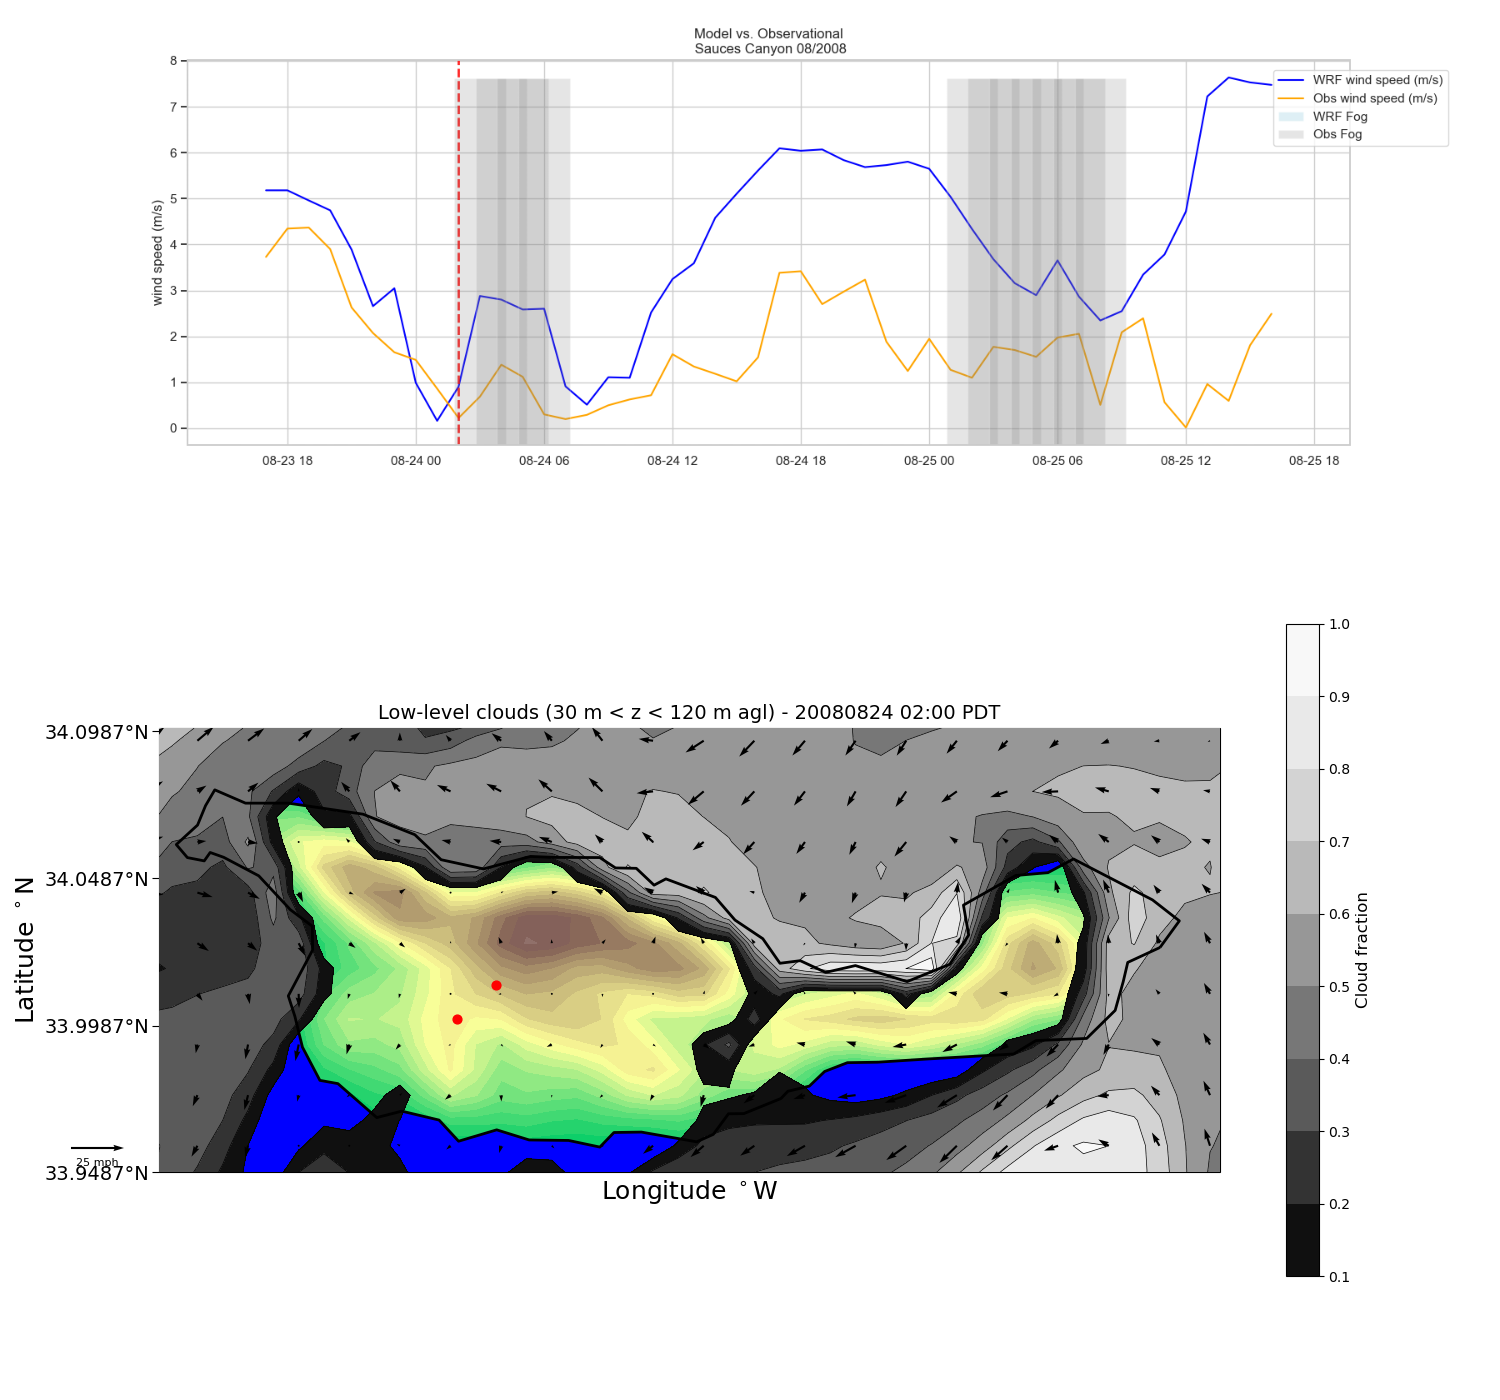 Model vs. Observational
Sauces Canyon 08/2008
8
7
6
5
4
3
2
1
0
wind speed (m/s)
WRF wind speed (m/s)
Obs wind speed (m/s)
WRF Fog
Obs Fog
08-23 18 08-24 00 08-24 06 08-24 12 08-24 18 08-25 00 08-25 06 08-25 12 08-25 18
Low-level clouds (30 m < z < 120 m agl) - 20080824 02:00 PDT
34.0987°N
34.0487°N
33.9987°N
33.9487°N
Latitude °N
25 mph
Longitude °W
1.0
0.9
0.8
0.7
0.6
0.5
0.4
0.3
0.2
0.1
Cloud fraction